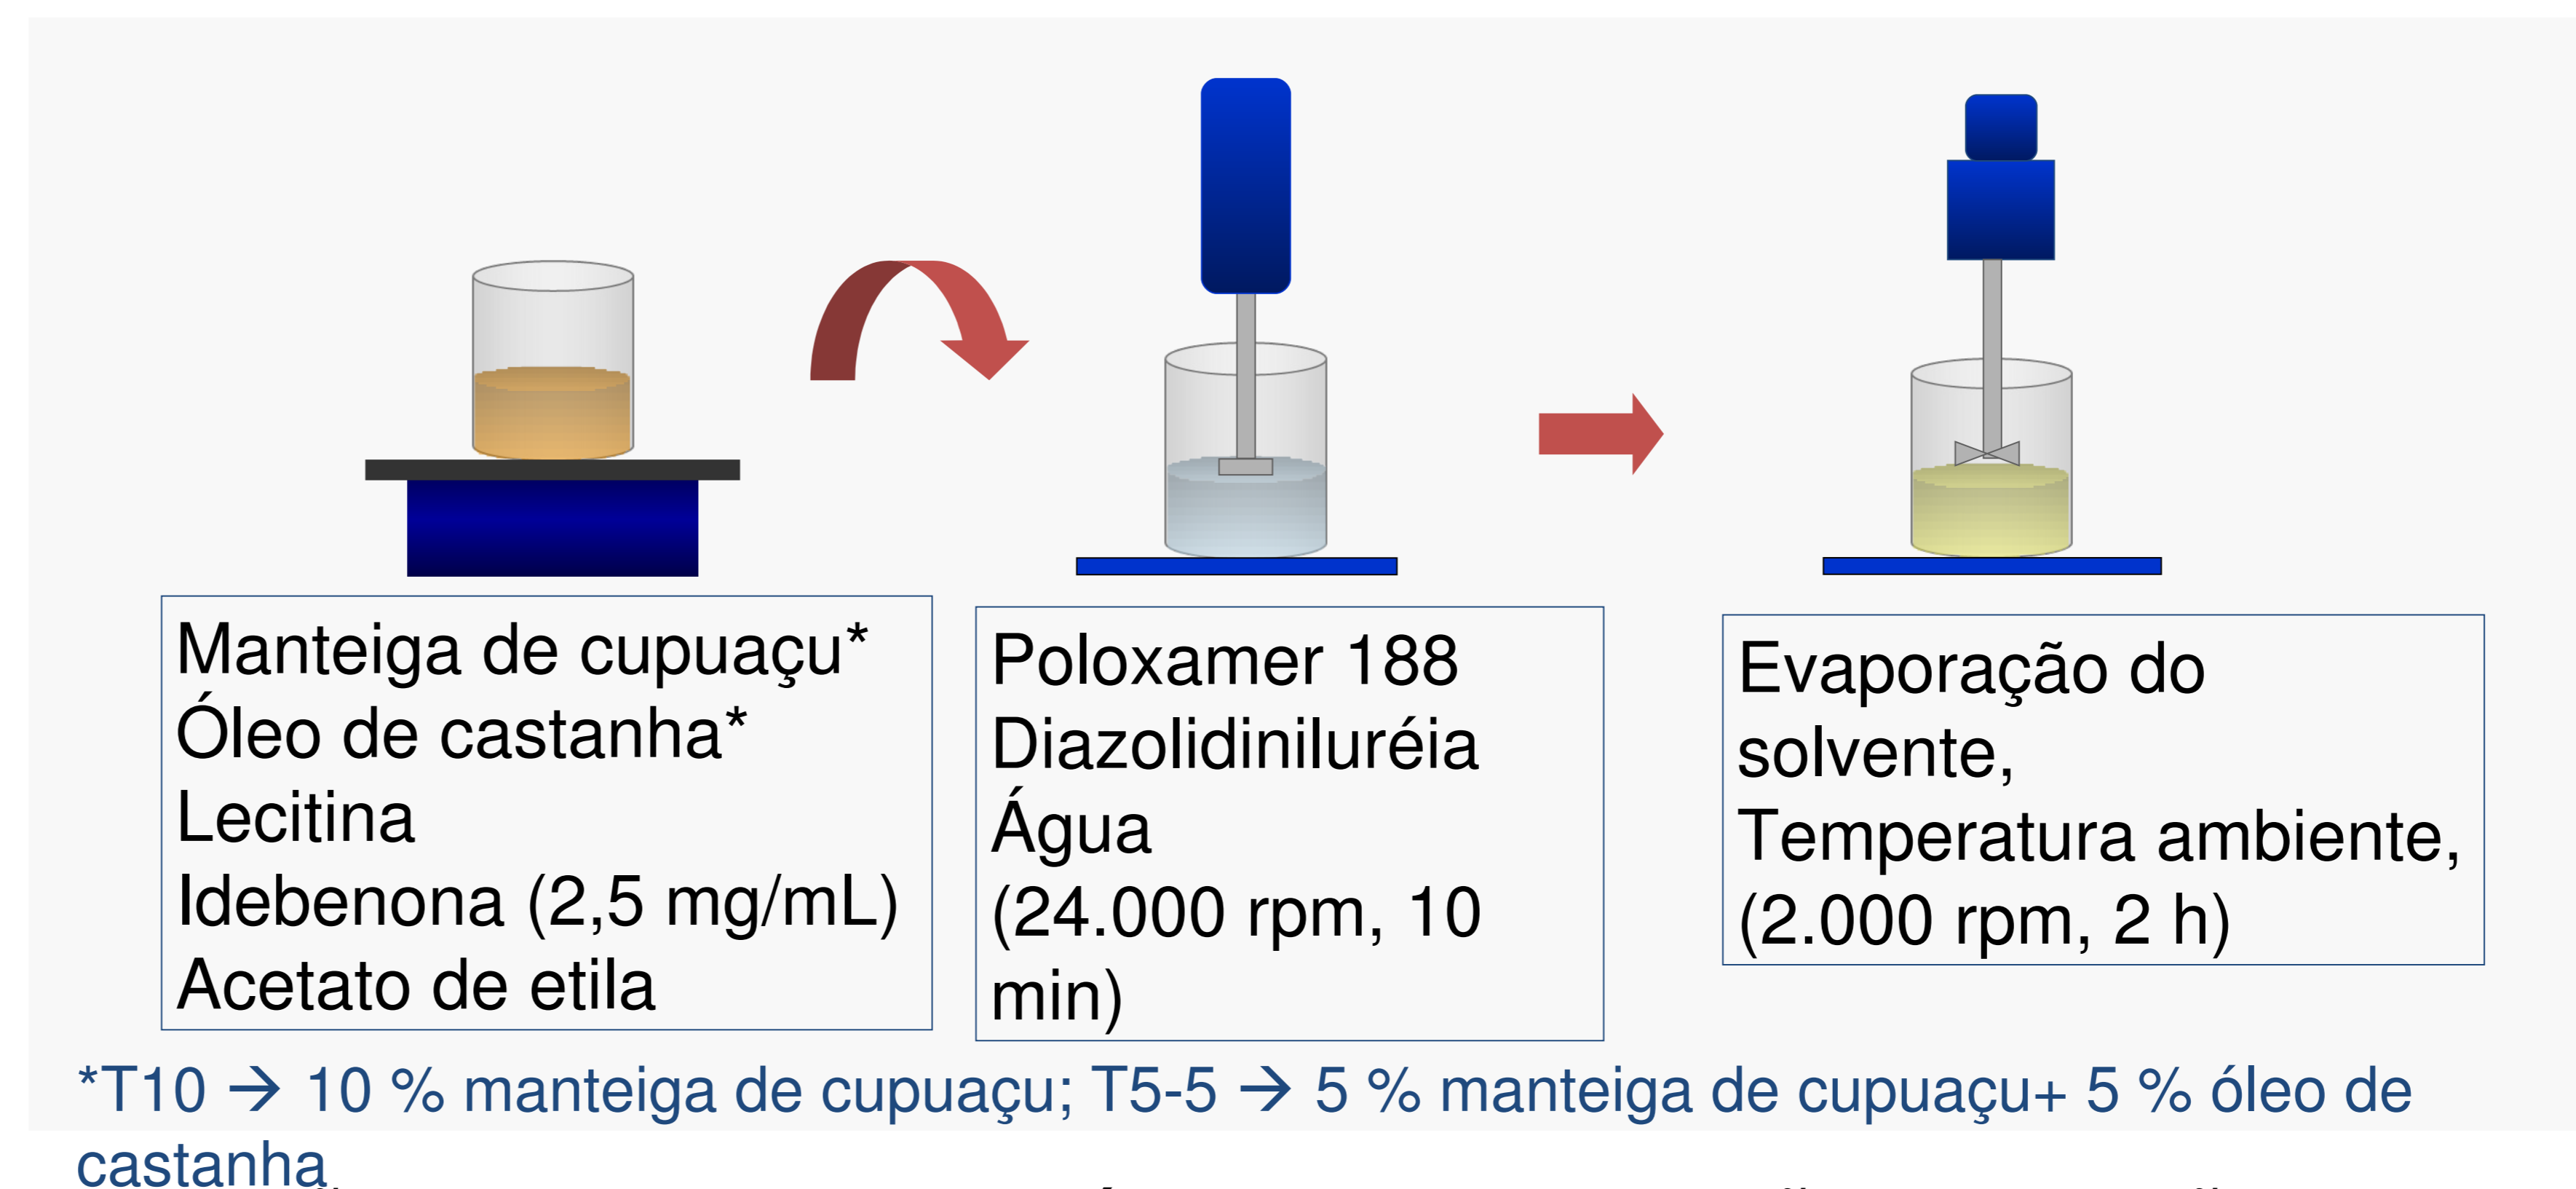 Manteiga de cupuaçu*
Óleo de castanha*
Lecitina
Idebenona (2,5 mg/mL)
Acetato de etila
Poloxamer 188
Diazolidiniluréia
Água
(24.000 rpm, 10
min)
Evaporação do
solvente,
Temperatura ambiente,
(2.000 rpm, 2 h)
*T10 → 10 % manteiga de cupuaçu; T5-5 → 5 % manteiga de cupuaçu+ 5 % óleo de
castanha